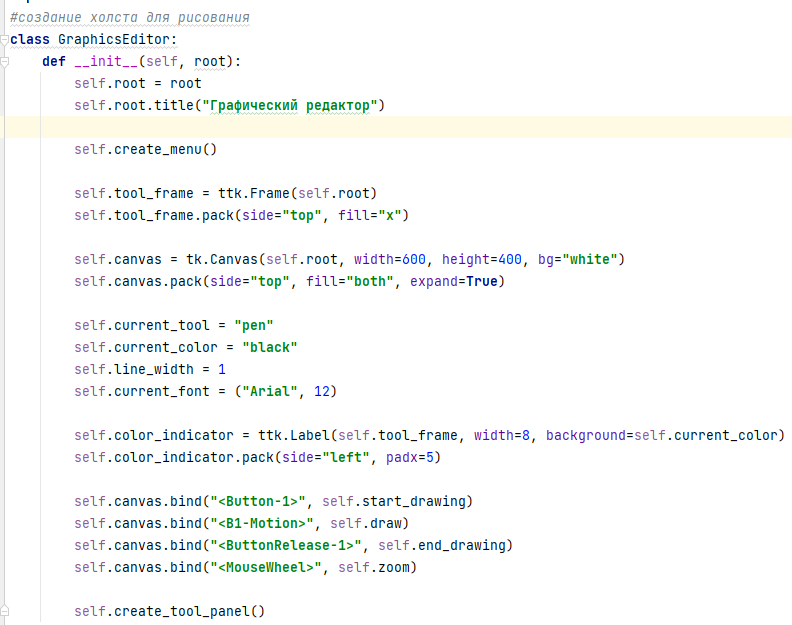 #создание холста для рисования
class GraphicsEditor:
    def __init__(self, root):
        self.root = root
        self.root.title("Графический редактор")

        self.create_menu()

        self.tool_frame = ttk.Frame(self.root)
        self.tool_frame.pack(side="top", fill="x")

        self.canvas = tk.Canvas(self.root, width=600, height=400, bg="white")
        self.canvas.pack(side="top", fill="both", expand=True)

        self.current_tool = "pen"
        self.current_color = "black"
        self.line_width = 1
        self.current_font = ("Arial", 12)

        self.color_indicator = ttk.Label(self.tool_frame, width=8, background=self.current_color)
        self.color_indicator.pack(side="left", padx=5)

        self.canvas.bind("<Button-1>", self.start_drawing)
        self.canvas.bind("<B1-Motion>", self.draw)
        self.canvas.bind("<ButtonRelease-1>", self.end_drawing)
        self.canvas.bind("<MouseWheel>", self.zoom)

        self.create_tool_panel()